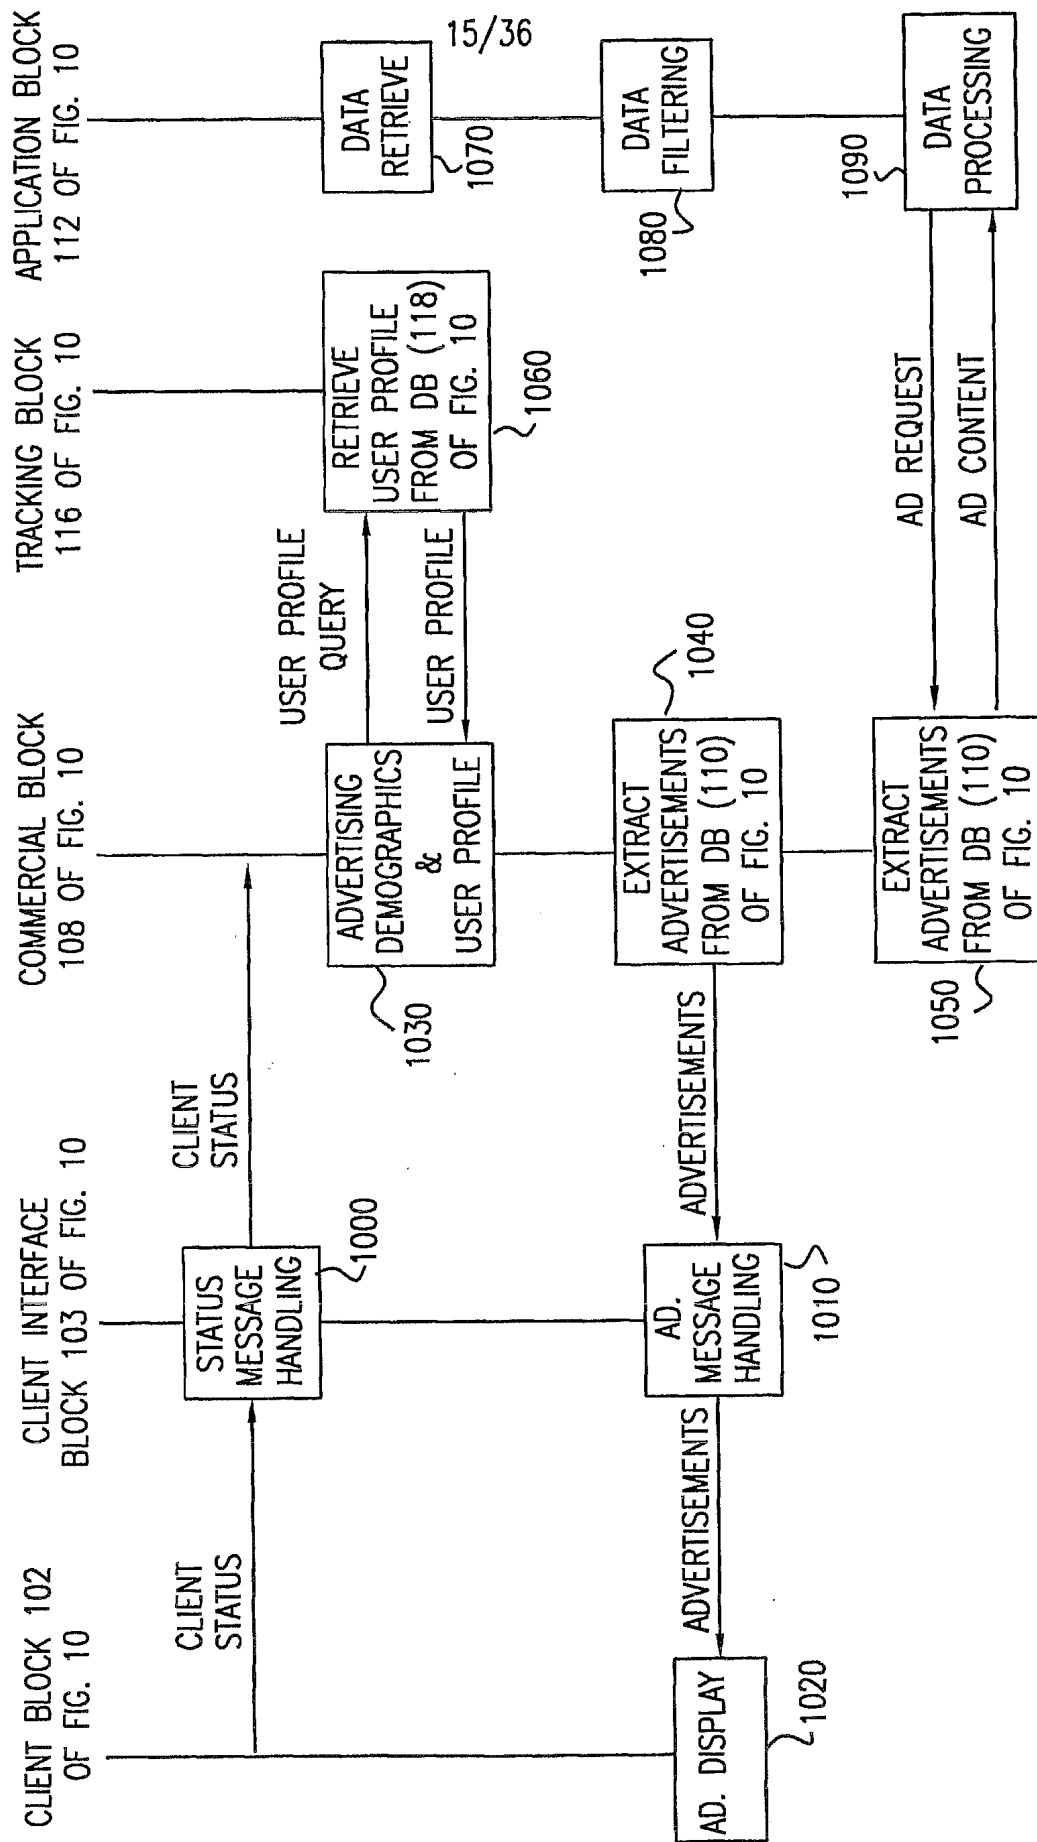 15/36
CLIENT BLOCK 102
OF FIG. 10
CLIENT INTERFACE
BLOCK 103 OF FIG. 10
COMMERCIAL BLOCK
108 OF FIG. 10
TRACKING BLOCK
116 OF FIG. 10
APPLICATION BLOCK
112 OF FIG. 10
CLIENT
STATUS
STATUS
MESSAGE
HANDLING
1000
CLIENT
STATUS
ADVERTISING
DEMOGRAPHICS
&
USER PROFILE
1030
USER PROFILE
QUERY
USER PROFILE
RETRIEVE
USER PROFILE
FROM DB (118)
OF FIG. 10
1060
DATA
RETRIEVE
1070
AD. DISPLAY
1020
ADVERTISEMENTS
AD.
MESSAGE
HANDLING
1010
ADVERTISEMENTS
EXTRACT
ADVERTISEMENTS
FROM DB (110)
OF FIG. 10
1040
DATA
FILTERING
1080
EXTRACT
ADVERTISEMENTS
FROM DB (110)
OF FIG. 10
1050
AD REQUEST
AD CONTENT
DATA
PROCESSING
1090